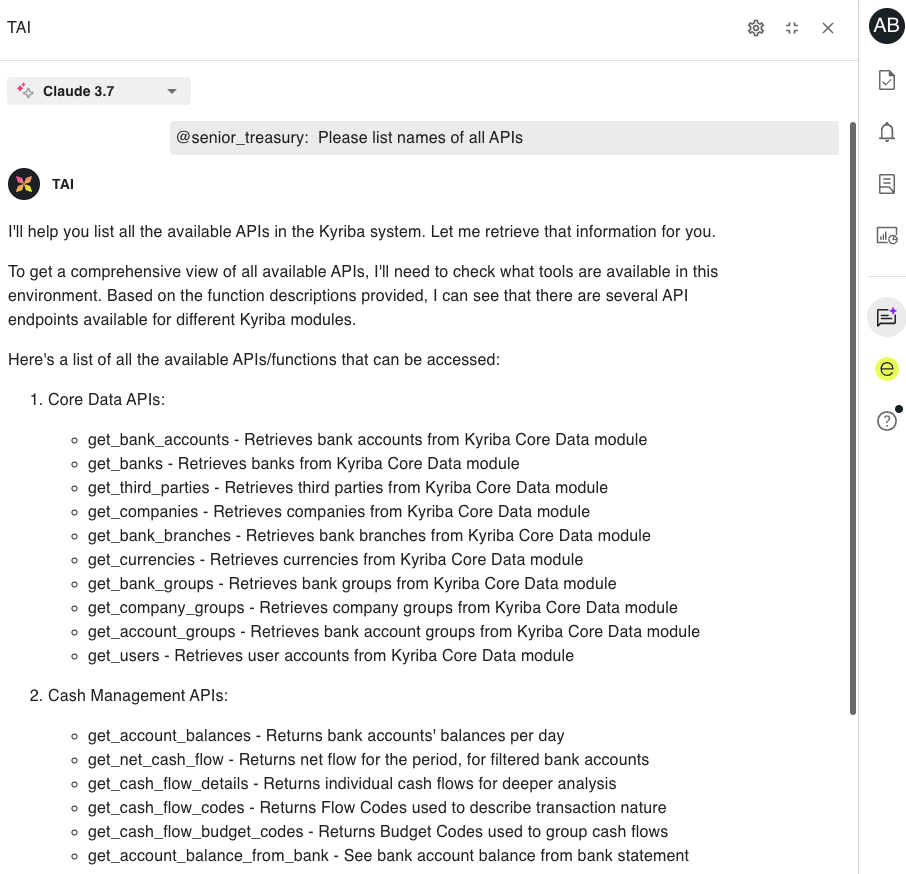 TAI
AB
Claude 3.7
@senior_treasury: Please list names of all APIs
TAI
I'll help you list all the available APIs in the Kyriba system. Let me retrieve that information for you.
To get a comprehensive view of all available APIs, I'll need to check what tools are available in this
environment. Based on the function descriptions provided, I can see that there are several API
endpoints available for different Kyriba modules.
Here's a list of all the available APIs/functions that can be accessed:
1. Core Data APIs:
get_bank_accounts - Retrieves bank accounts from Kyriba Core Data module
get_banks - Retrieves banks from Kyriba Core Data module
get_third_parties - Retrieves third parties from Kyriba Core Data module
get_companies - Retrieves companies from Kyriba Core Data module
get_bank_branches - Retrieves bank branches from Kyriba Core Data module
get_currencies - Retrieves currencies from Kyriba Core Data module
get_bank_groups - Retrieves bank groups from Kyriba Core Data module
get_company_groups - Retrieves company groups from Kyriba Core Data module
get_account_groups - Retrieves bank account groups from Kyriba Core Data module
get_users - Retrieves user accounts from Kyriba Core Data module
2. Cash Management APIs:
get_account_balances - Returns bank accounts' balances per day
get_net_cash_flow - Returns net flow for the period, for filtered bank accounts
get_cash_flow_details - Returns individual cash flows for deeper analysis
get_cash_flow_codes - Returns Flow Codes used to describe transaction nature
get_cash_flow_budget_codes - Returns Budget Codes used to group cash flows
get_account_balance_from_bank - See bank account balance from bank statement